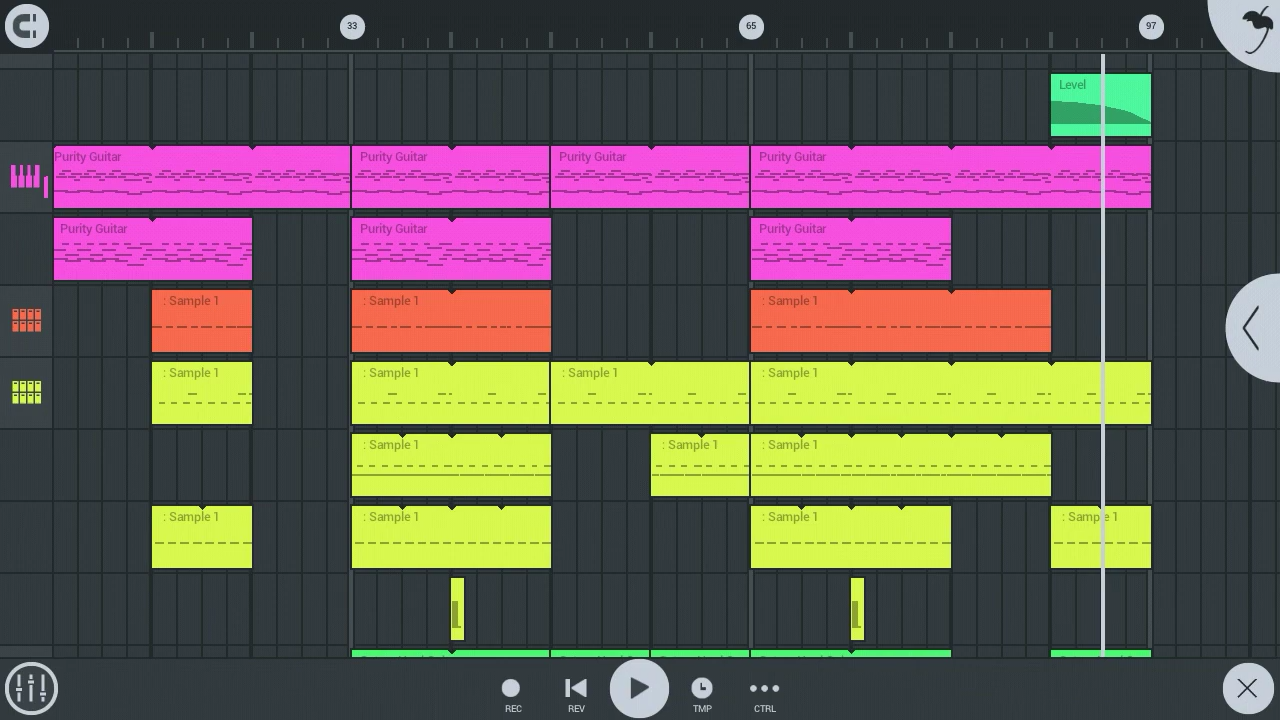 33 65 97
Level
Purity Guitar Purity Guitar Purity Guitar Purity Guitar
Purity Guitar Purity Guitar Purity Guitar
: Sample 1 : Sample 1 : Sample 1
: Sample 1 : Sample 1 : Sample 1 : Sample 1
: Sample 1 : Sample 1 : Sample 1
: Sample 1 : Sample 1 : Sample 1 : Sample 1
REC REV TMP CTRL